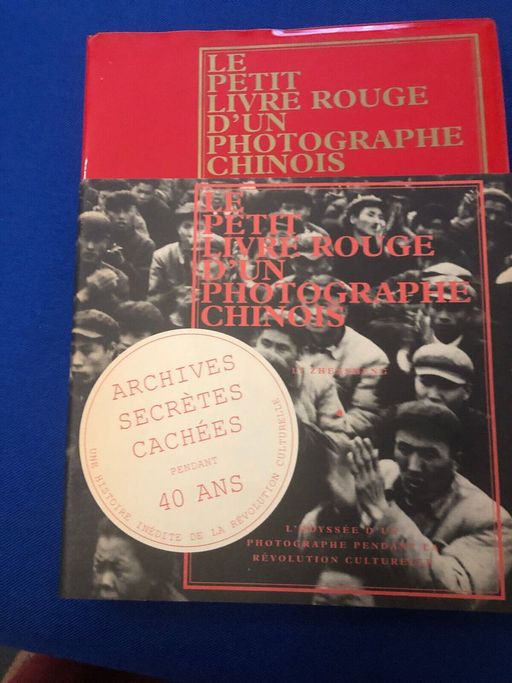 LE
PETIT
LIVRE ROUGE
D'UN
PHOTOGRAPHE
CHINOIS
LE
PETIT
LIVRE ROUGE
D'UN
PHOTOGRAPHE
CHINOIS
LI ZHENSHENG
ARCHIVES
SECRÈTES
CACHÉES
PENDANT
40 ANS
UNE HISTOIRE INÉDITE DE LA RÉVOLUTION CULTURELLE
L'ODYSSÉE D'UN
PHOTOGRAPHE PENDANT LA
RÉVOLUTION CULTURELLE